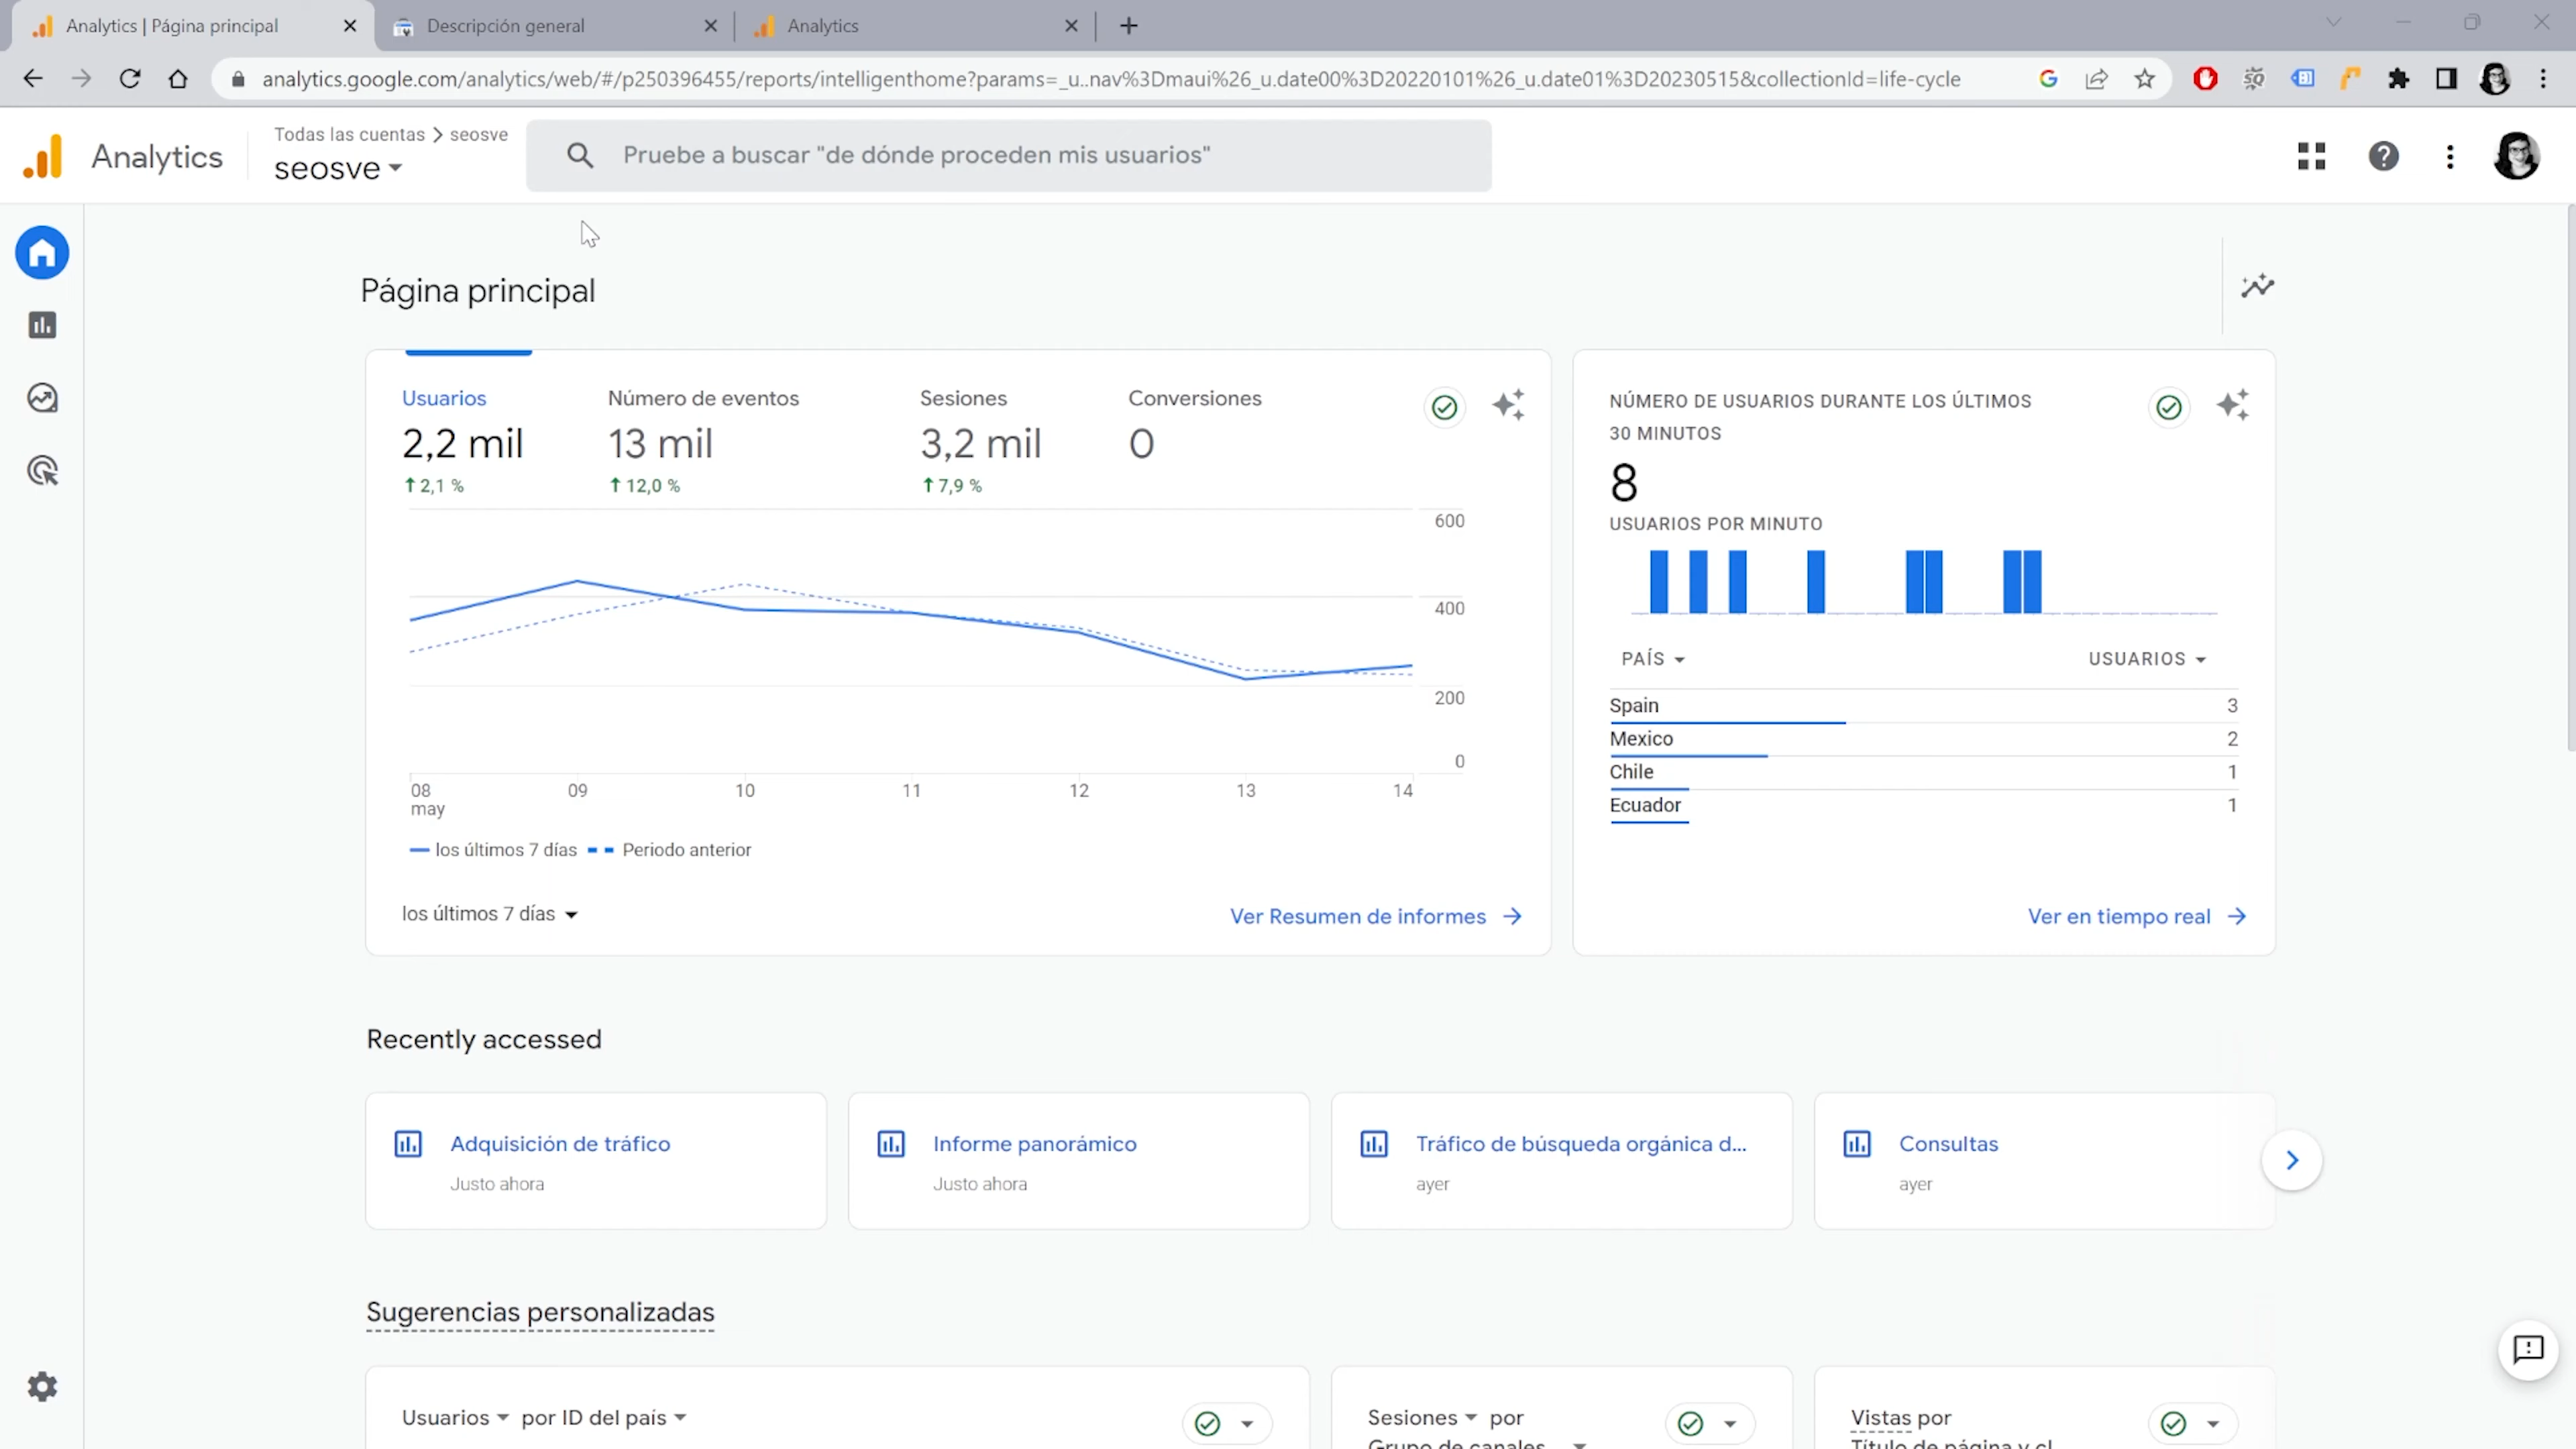 Analytics | Página principal
Descripción general
Analytics
analytics.google.com/analytics/web/#/p250396455/reports/intelligenthome?params=_u..nav%3Dmaui%26_u.date00%3D20220101%26_u.date01%3D20230515&collectionId=life-cycle
Analytics
Todas las cuentas > seosve
seosve
Pruebe a buscar "de dónde proceden mis usuarios"
Página principal
Usuarios
2,2 mil
↑ 2,1 %
Número de eventos
13 mil
↑ 12,0 %
Sesiones
3,2 mil
↑ 7,9 %
Conversiones
0
600
400
200
0
08
may
09
10
11
12
13
14
los últimos 7 días
Periodo anterior
los últimos 7 días
Ver Resumen de informes
NÚMERO DE USUARIOS DURANTE LOS ÚLTIMOS
30 MINUTOS
8
USUARIOS POR MINUTO
PAÍS
USUARIOS
Spain 3
Mexico 2
Chile 1
Ecuador 1
Ver en tiempo real
Recently accessed
Adquisición de tráfico
Justo ahora
Informe panorámico
Justo ahora
Tráfico de búsqueda orgánica d...
ayer
Consultas
ayer
Sugerencias personalizadas
Usuarios por ID del país
Sesiones por
Grupo de canales
Vistas por
Título de página y cl